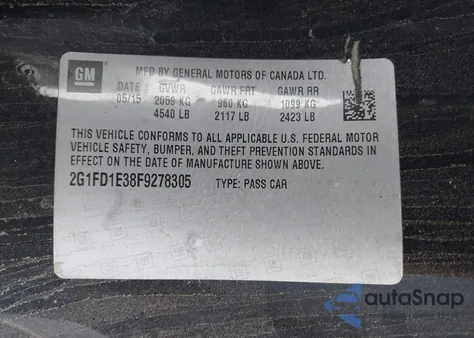 GM
MFD BY GENERAL MOTORS OF CANADA LTD.
DATE GVWR GAWR FRT GAWR RR
05/15 2059 KG 960 KG 1099 KG
4540 LB 2117 LB 2423 LB
THIS VEHICLE CONFORMS TO ALL APPLICABLE U.S. FEDERAL MOTOR
VEHICLE SAFETY, BUMPER, AND THEFT PREVENTION STANDARDS IN
EFFECT ON THE DATE OF MANUFACTURE SHOWN ABOVE.
2G1FD1E38F9278305 TYPE: PASS CAR
autaSnap